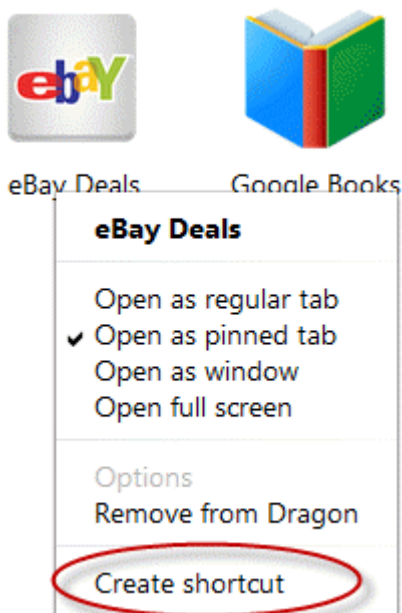 ebaY
eBay Deals Google Books
eBay Deals
Open as regular tab
Open as pinned tab
Open as window
Open full screen
Options
Remove from Dragon
Create shortcut